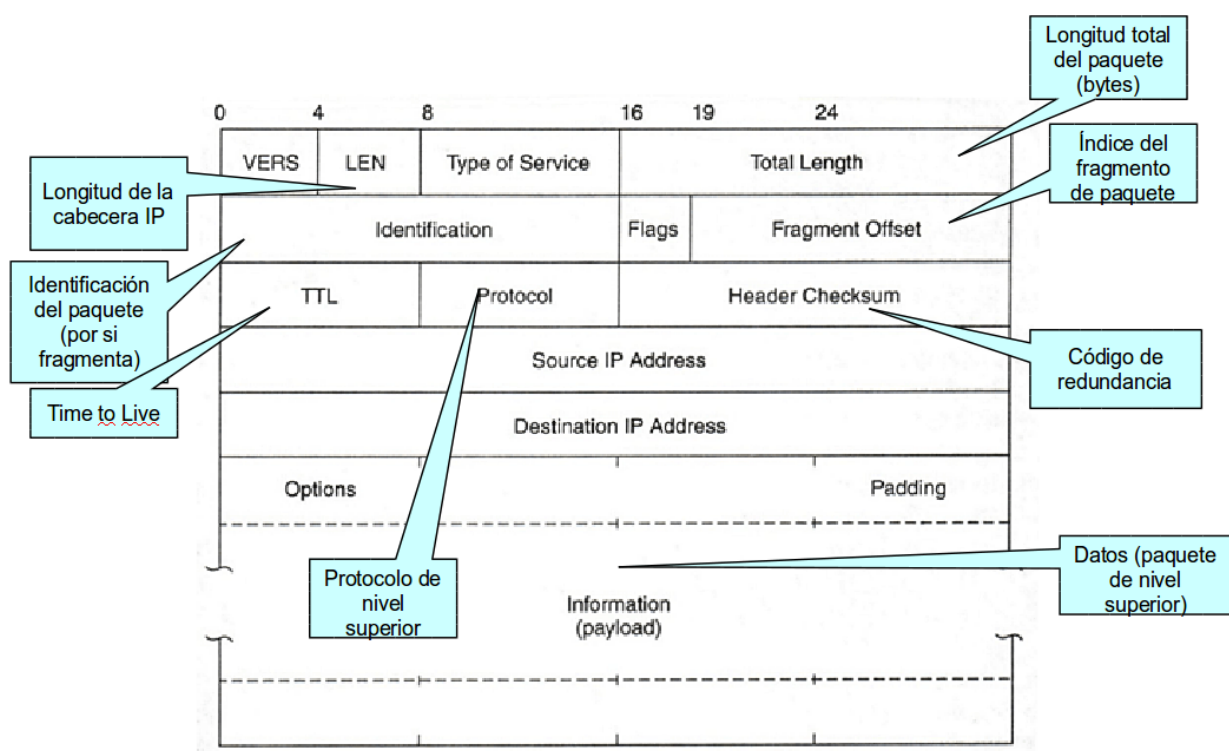 Longitud total
del paquete
(bytes)
0 4 8 16 19 24
VERS LEN Type of Service Total Length
Índice del
fragmento
de paquete
Longitud de la
cabecera IP
Identification Flags Fragment Offset
Identificación
del paquete
(por si
fragmenta)
TTL Protocol Header Checksum
Source IP Address
Código de
redundancia
Time to Live
Destination IP Address
Options Padding
Protocolo de
nivel
superior
Datos (paquete
de nivel
superior)
Information
(payload)